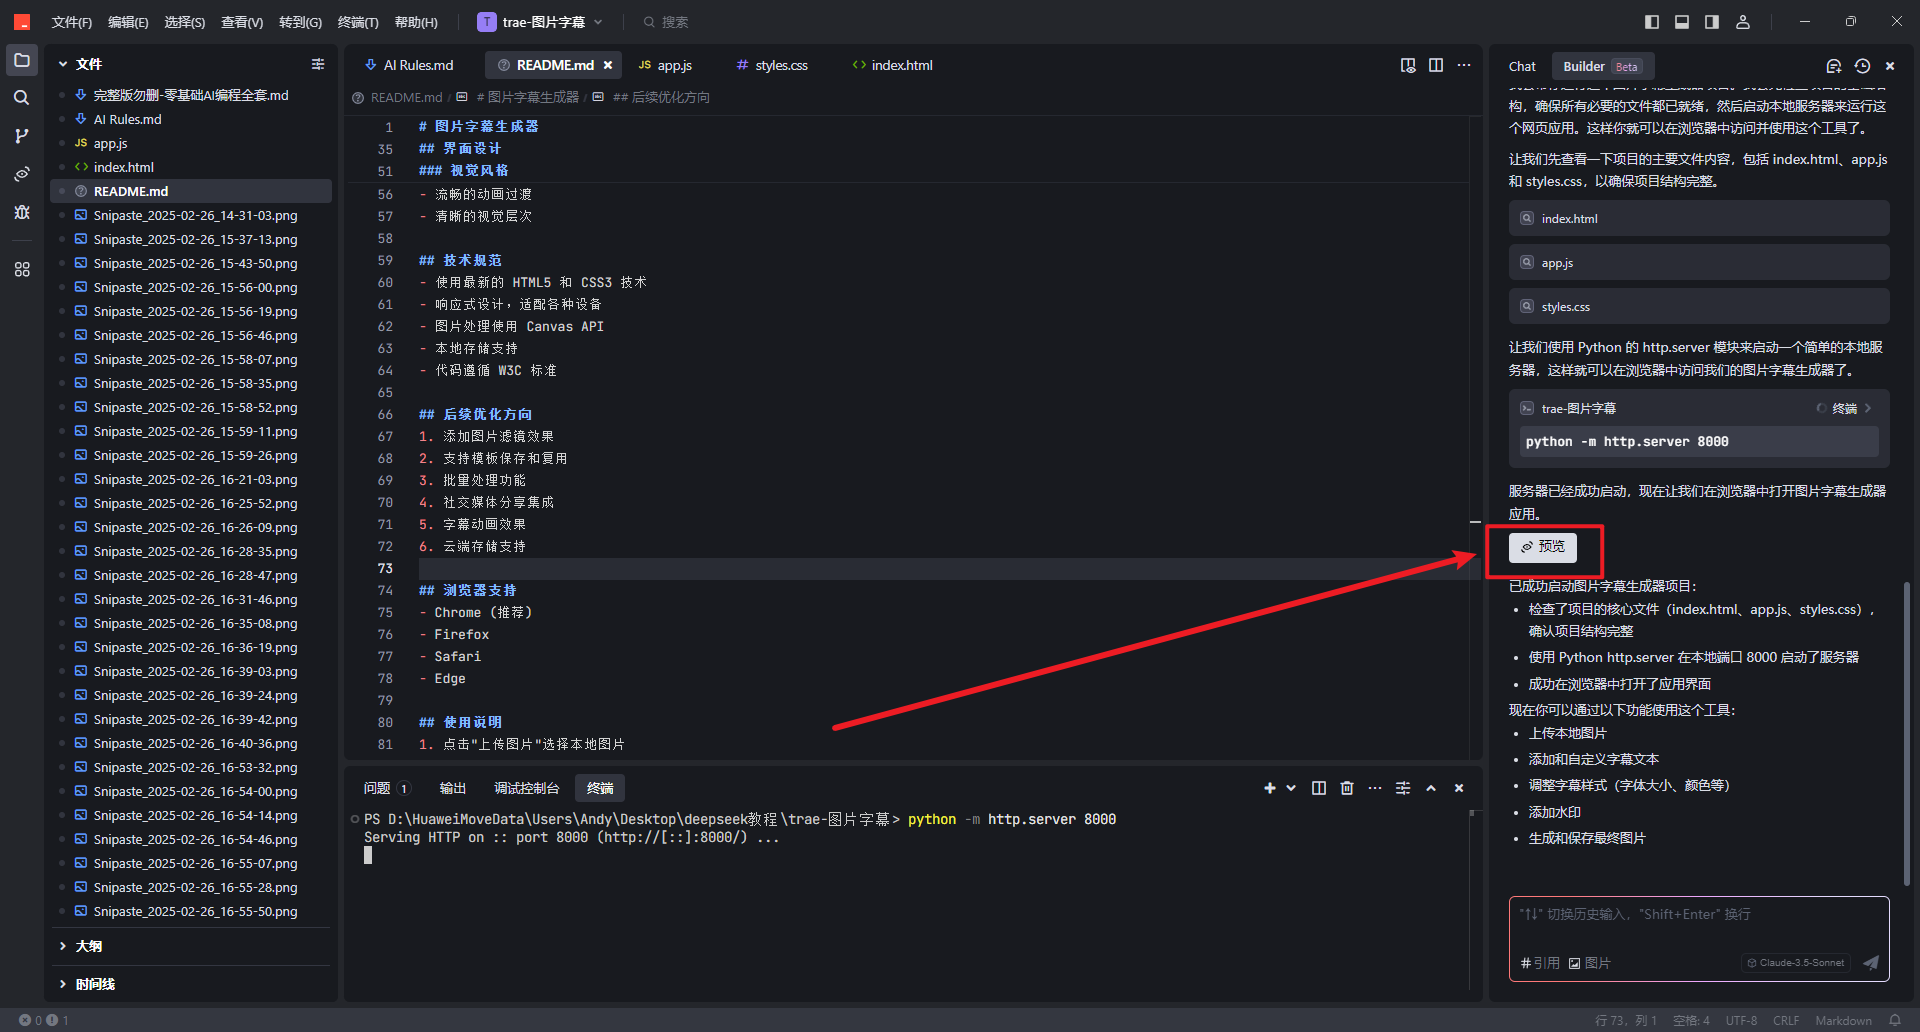 文件(F) 编辑(E) 选择(S) 查看(V) 转到(G) 终端(T) 帮助(H) T trae-图片字幕 搜索
文件
完整版勿删-零基础AI编程全套.md
AI Rules.md
JS app.js
index.html
README.md
Snipaste_2025-02-26_14-31-03.png
Snipaste_2025-02-26_15-37-13.png
Snipaste_2025-02-26_15-43-50.png
Snipaste_2025-02-26_15-56-00.png
Snipaste_2025-02-26_15-56-19.png
Snipaste_2025-02-26_15-56-46.png
Snipaste_2025-02-26_15-58-07.png
Snipaste_2025-02-26_15-58-35.png
Snipaste_2025-02-26_15-58-52.png
Snipaste_2025-02-26_15-59-11.png
Snipaste_2025-02-26_15-59-26.png
Snipaste_2025-02-26_16-21-03.png
Snipaste_2025-02-26_16-25-52.png
Snipaste_2025-02-26_16-26-09.png
Snipaste_2025-02-26_16-28-35.png
Snipaste_2025-02-26_16-28-47.png
Snipaste_2025-02-26_16-31-46.png
Snipaste_2025-02-26_16-35-08.png
Snipaste_2025-02-26_16-36-19.png
Snipaste_2025-02-26_16-39-03.png
Snipaste_2025-02-26_16-39-24.png
Snipaste_2025-02-26_16-39-42.png
Snipaste_2025-02-26_16-40-36.png
Snipaste_2025-02-26_16-53-32.png
Snipaste_2025-02-26_16-54-00.png
Snipaste_2025-02-26_16-54-14.png
Snipaste_2025-02-26_16-54-46.png
Snipaste_2025-02-26_16-55-07.png
Snipaste_2025-02-26_16-55-28.png
Snipaste_2025-02-26_16-55-50.png
大纲
时间线
AI Rules.md README.md JS app.js # styles.css index.html
README.md / # 图片字幕生成器 / ## 后续优化方向
1 # 图片字幕生成器
35 ## 界面设计
51 ### 视觉风格
56 - 流畅的动画过渡
57 - 清晰的视觉层次
58
59 ## 技术规范
60 - 使用最新的 HTML5 和 CSS3 技术
61 - 响应式设计，适配各种设备
62 - 图片处理使用 Canvas API
63 - 本地存储支持
64 - 代码遵循 W3C 标准
65
66 ## 后续优化方向
67 1. 添加图片滤镜效果
68 2. 支持模板保存和复用
69 3. 批量处理功能
70 4. 社交媒体分享集成
71 5. 字幕动画效果
72 6. 云端存储支持
73
74 ## 浏览器支持
75 - Chrome (推荐)
76 - Firefox
77 - Safari
78 - Edge
79
80 ## 使用说明
81 1. 点击"上传图片"选择本地图片
问题 1 输出 调试控制台 终端
PS D:\HuaweiMoveData\Users\Andy\Desktop\deepseek教程\trae-图片字幕> python -m http.server 8000
Serving HTTP on :: port 8000 (http://[::]:8000/) ...
Chat Builder Beta
构，确保所有必要的文件都已就绪，然后启动本地服务器来运行这
个网页应用。这样你就可以在浏览器中访问并使用这个工具了。
让我们先查看一下项目的主要文件内容，包括 index.html、app.js
和 styles.css，以确保项目结构完整。
index.html
app.js
styles.css
让我们使用 Python 的 http.server 模块来启动一个简单的本地服
务器，这样就可以在浏览器中访问我们的图片字幕生成器了。
trae-图片字幕 终端
python -m http.server 8000
服务器已经成功启动，现在让我们在浏览器中打开图片字幕生成器
应用。
预览
已成功启动图片字幕生成器项目：
• 检查了项目的核心文件（index.html、app.js、styles.css），
确认项目结构完整
• 使用 Python http.server 在本地端口 8000 启动了服务器
• 成功在浏览器中打开了应用界面
现在你可以通过以下功能使用这个工具：
• 上传本地图片
• 添加和自定义字幕文本
• 调整字幕样式（字体大小、颜色等）
• 添加水印
• 生成和保存最终图片
"↑↓" 切换历史输入，"Shift+Enter" 换行
# 引用 图片 Claude-3.5-Sonnet
0 1 行 73，列 1 空格: 4 UTF-8 CRLF Markdown